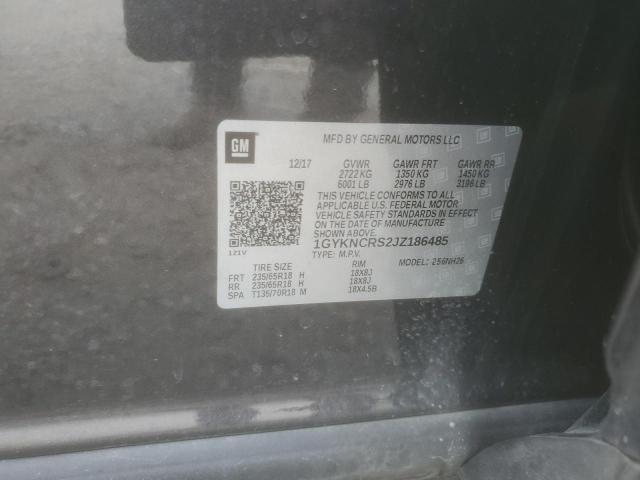 GM
MFD BY GENERAL MOTORS LLC
12/17 GVWR GAWR FRT GAWR RR
2722 KG 1350 KG 1450 KG
6001 LB 2976 LB 3196 LB
THIS VEHICLE CONFORMS TO ALL APPLICABLE
U.S. FEDERAL MOTOR
VEHICLE SAFETY STANDARDS IN EFFECT
ON THE DATE OF MANUFACTURE SHOWN ABOVE.
1GYKNCRS2JZ186485
TYPE: M.P.V. MODEL: 256NH26
121V
TIRE SIZE RIM
FRT 235/65R18 H 18X8J
RR 235/65R18 H 18X8J
SPA T135/70R18 M 18X4.5B